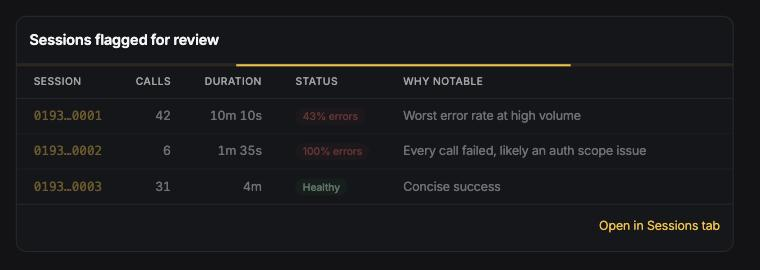 Sessions flagged for review
SESSION CALLS DURATION STATUS WHY NOTABLE
0193…0001 42 10m 10s 43% errors Worst error rate at high volume
0193…0002 6 1m 35s 100% errors Every call failed, likely an auth scope issue
0193…0003 31 4m Healthy Concise success
Open in Sessions tab